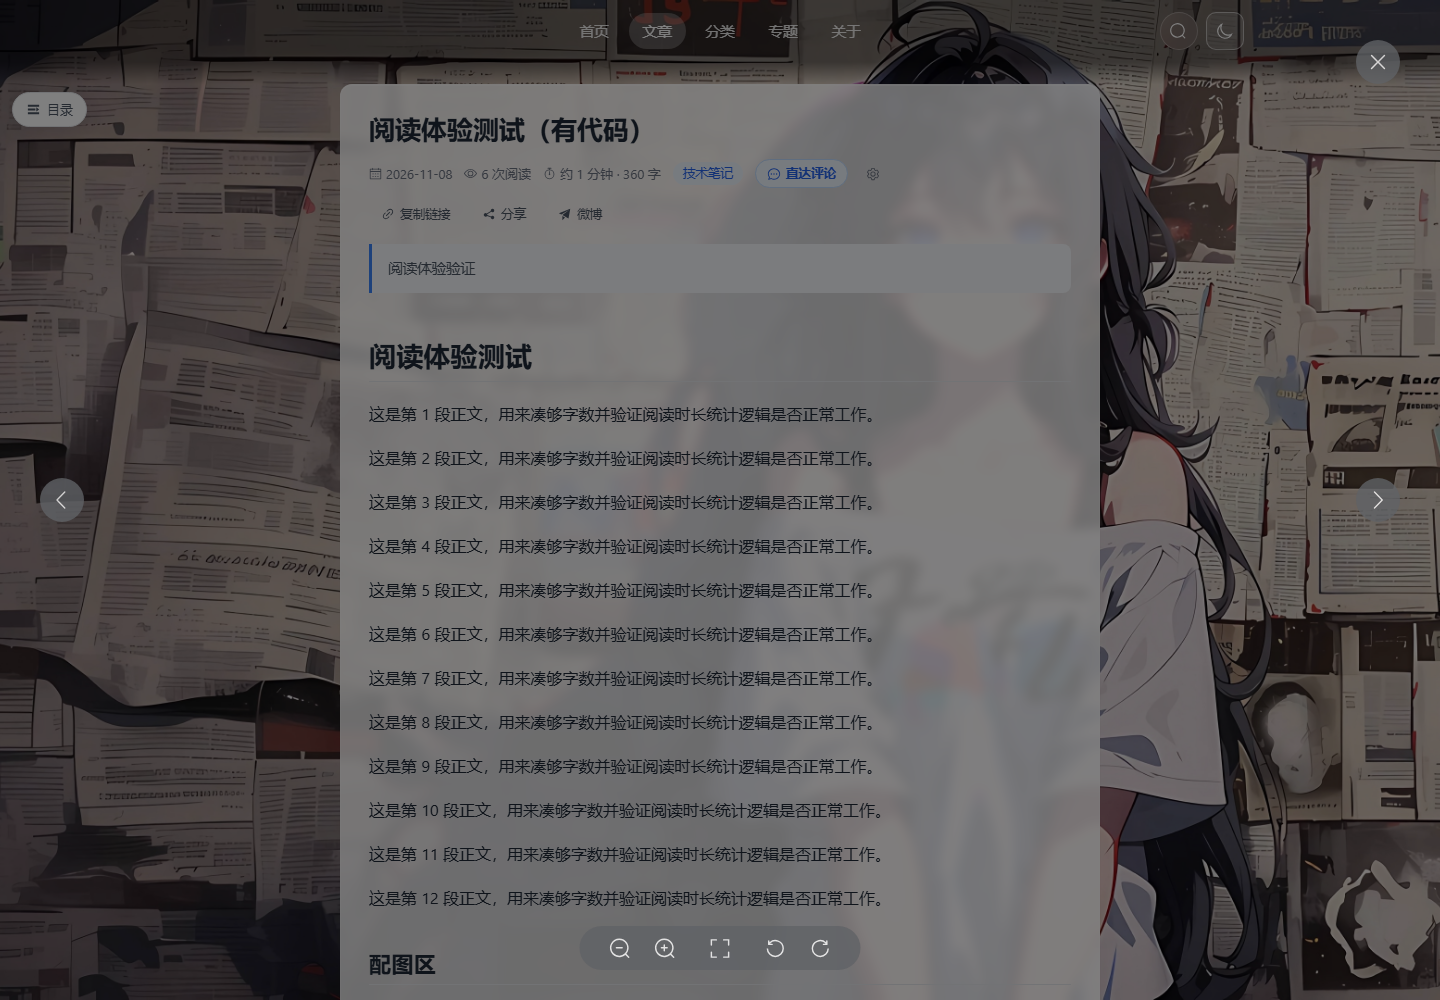 首页 文章 分类 专题 关于
目录
阅读体验测试（有代码）
2026-11-08 6 次阅读 约 1 分钟 · 360 字 技术笔记 直达评论
复制链接 分享 微博
阅读体验验证
阅读体验测试
这是第 1 段正文，用来凑够字数并验证阅读时长统计逻辑是否正常工作。
这是第 2 段正文，用来凑够字数并验证阅读时长统计逻辑是否正常工作。
这是第 3 段正文，用来凑够字数并验证阅读时长统计逻辑是否正常工作。
这是第 4 段正文，用来凑够字数并验证阅读时长统计逻辑是否正常工作。
这是第 5 段正文，用来凑够字数并验证阅读时长统计逻辑是否正常工作。
这是第 6 段正文，用来凑够字数并验证阅读时长统计逻辑是否正常工作。
这是第 7 段正文，用来凑够字数并验证阅读时长统计逻辑是否正常工作。
这是第 8 段正文，用来凑够字数并验证阅读时长统计逻辑是否正常工作。
这是第 9 段正文，用来凑够字数并验证阅读时长统计逻辑是否正常工作。
这是第 10 段正文，用来凑够字数并验证阅读时长统计逻辑是否正常工作。
这是第 11 段正文，用来凑够字数并验证阅读时长统计逻辑是否正常工作。
这是第 12 段正文，用来凑够字数并验证阅读时长统计逻辑是否正常工作。
配图区